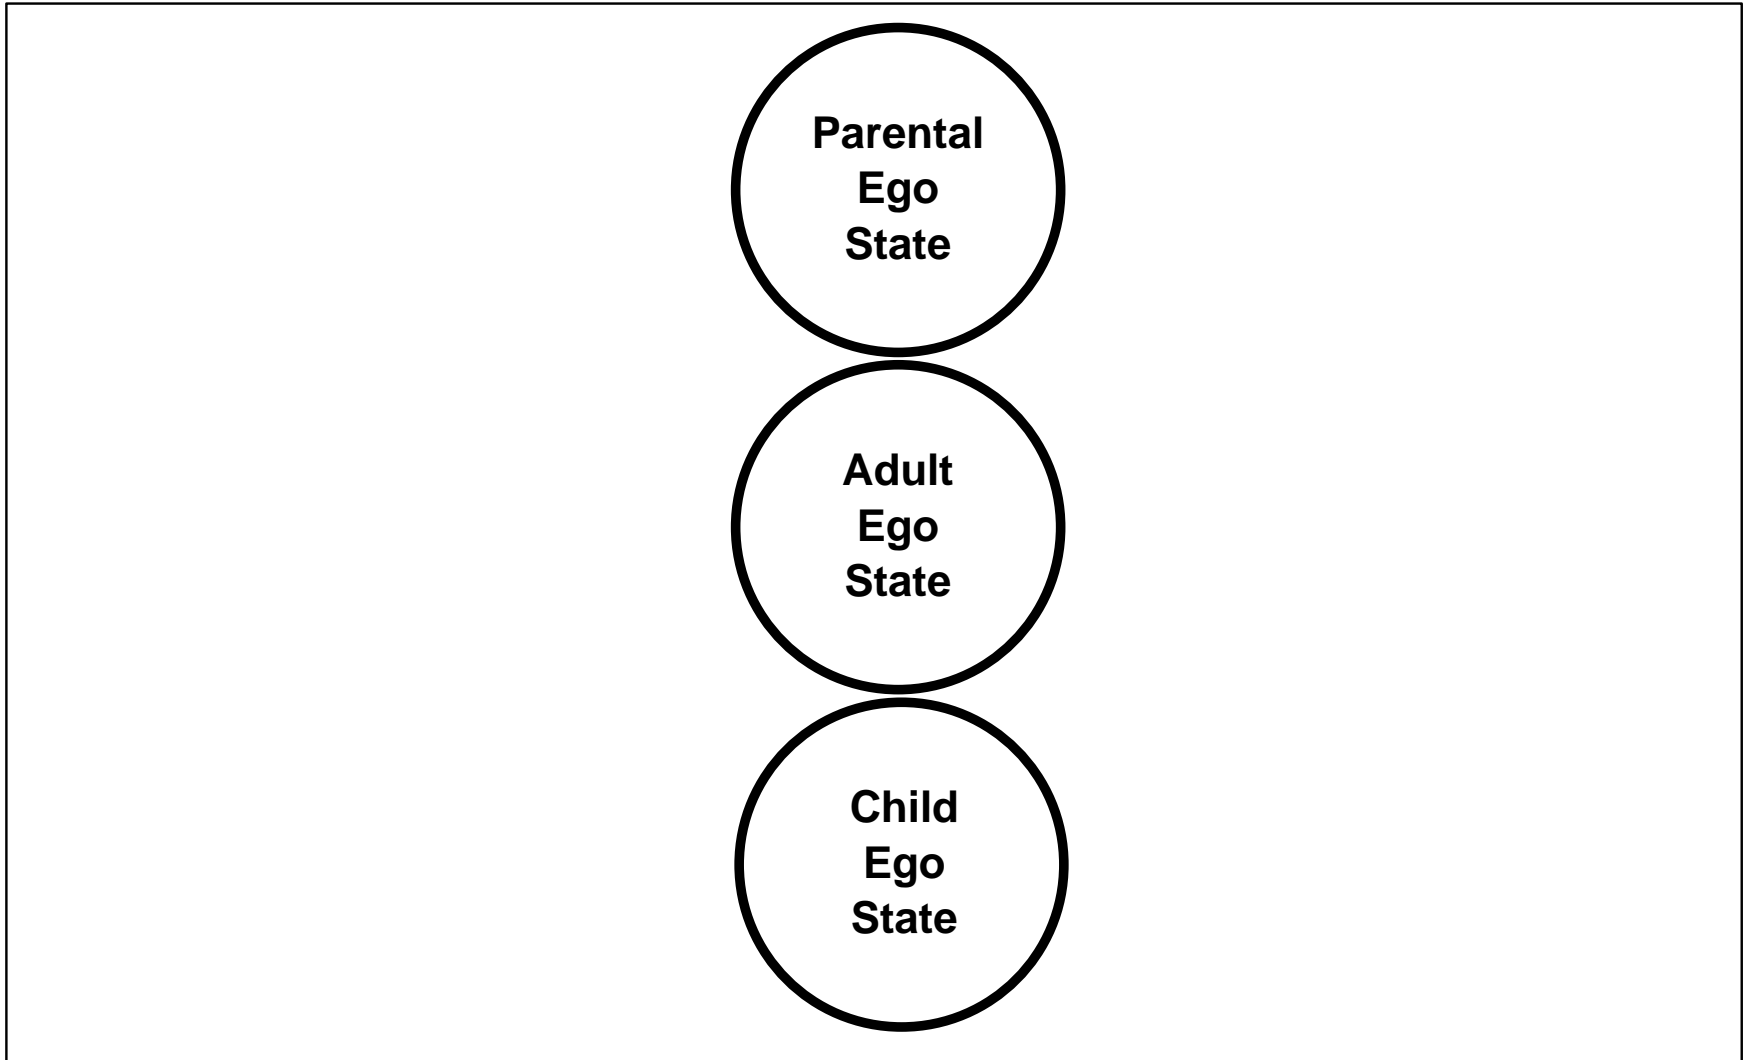 Parental
Ego
State
Adult
Ego
State
Child
Ego
State